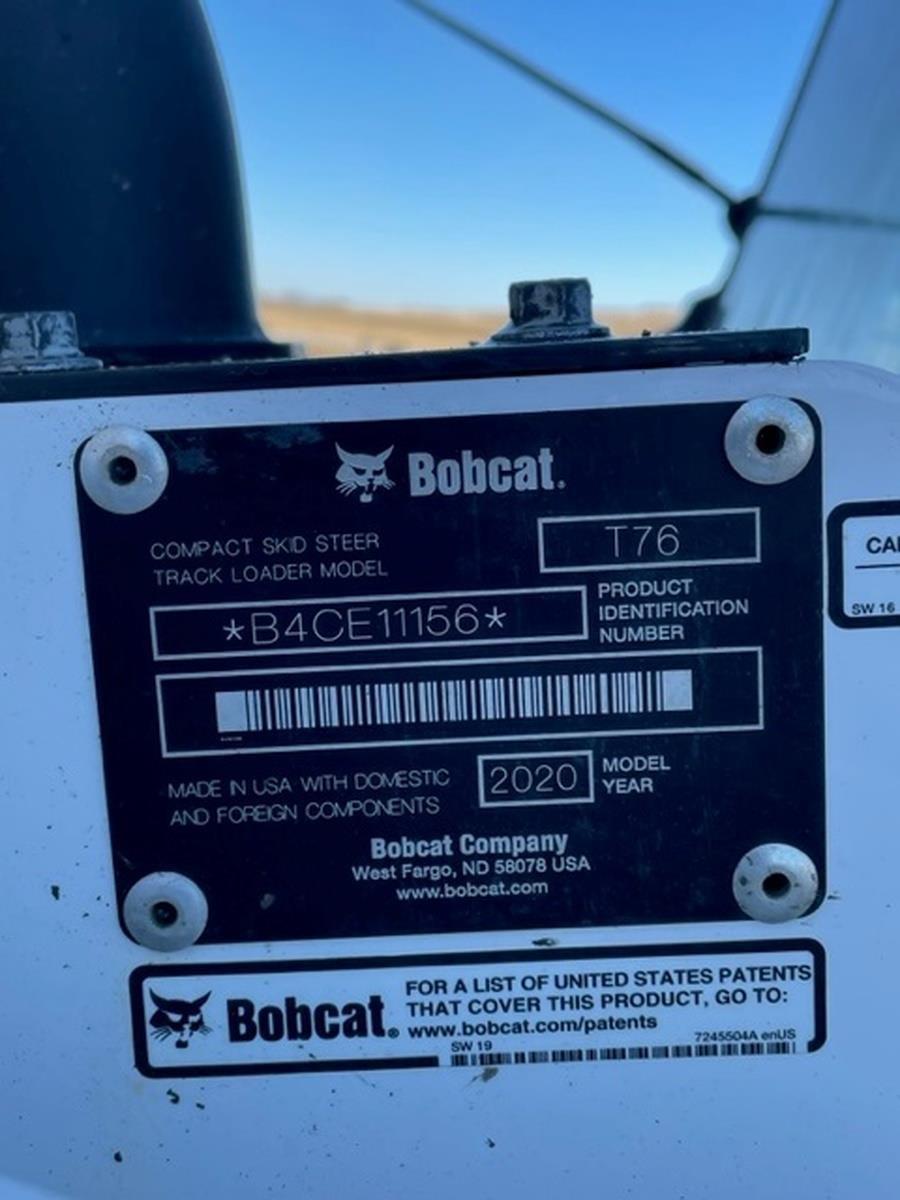 Bobcat.
COMPACT SKID STEER
TRACK LOADER MODEL
T76
*B4CE11156*
PRODUCT
IDENTIFICATION
NUMBER
MADE IN USA WITH DOMESTIC
AND FOREIGN COMPONENTS
2020
MODEL
YEAR
Bobcat Company
West Fargo, ND 58078 USA
www.bobcat.com
Bobcat®
FOR A LIST OF UNITED STATES PATENTS
THAT COVER THIS PRODUCT, GO TO:
www.bobcat.com/patents
SW 19
7245504A enUS
SW 16